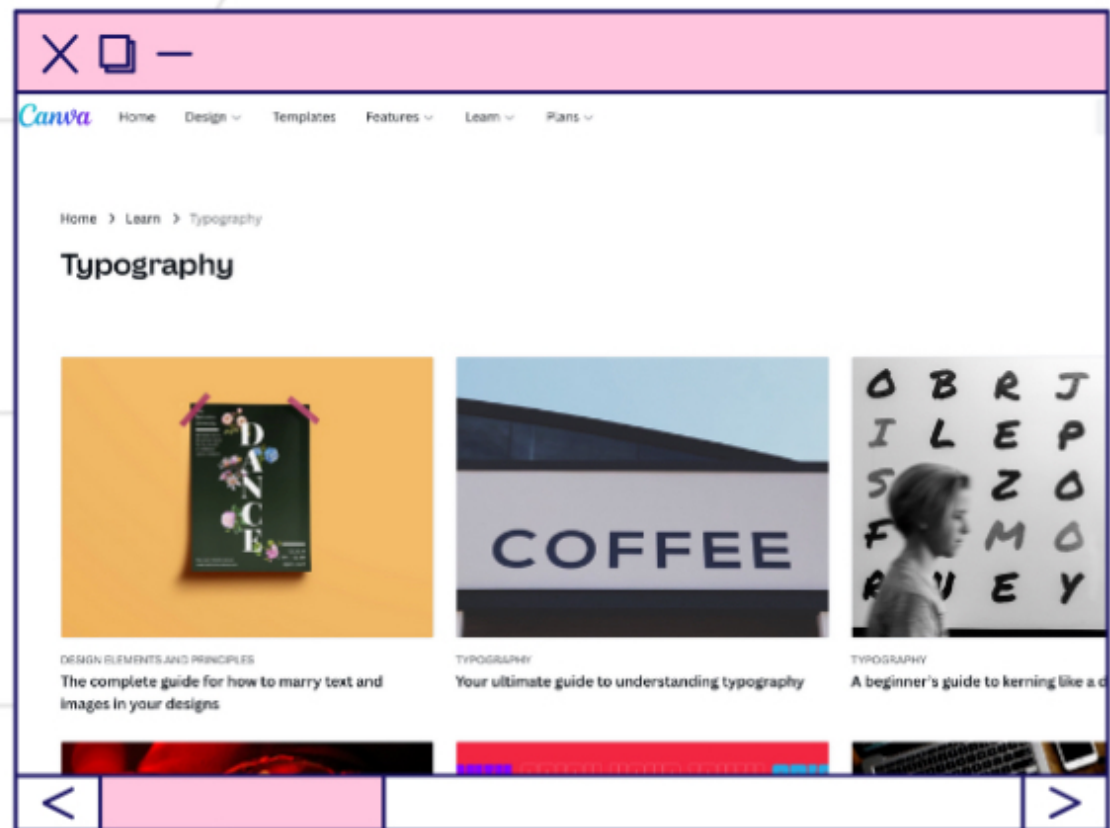 Canva Home Design Templates Features Learn Plans
Home > Learn > Typography
Typography
DANCE
COFFEE
O B R J
I L E P
S Z O
F M O
R U E Y
DESIGN ELEMENTS AND PRINCIPLES
The complete guide for how to marry text and
images in your designs
TYPOGRAPHY
Your ultimate guide to understanding typography
TYPOGRAPHY
A beginner's guide to kerning like a